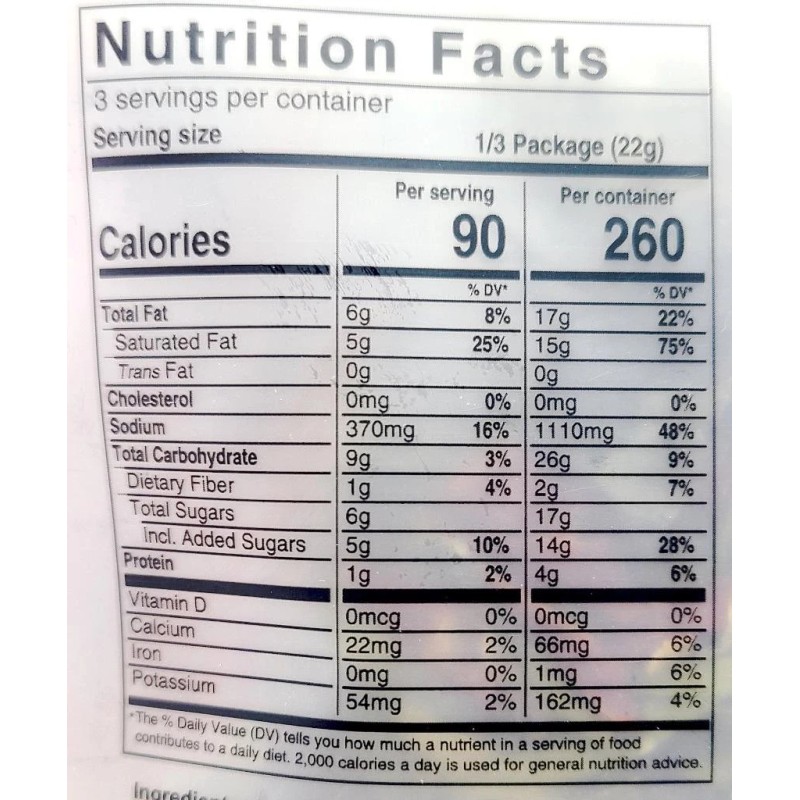 Nutrition Facts
3 servings per container
Serving size 1/3 Package (22g)
Per serving Per container
Calories 90 260
% DV* % DV*
Total Fat 6g 8% 17g 22%
Saturated Fat 5g 25% 15g 75%
Trans Fat 0g 0g
Cholesterol 0mg 0% 0mg 0%
Sodium 370mg 16% 1110mg 48%
Total Carbohydrate 9g 3% 26g 9%
Dietary Fiber 1g 4% 2g 7%
Total Sugars 6g 17g
Incl. Added Sugars 5g 10% 14g 28%
Protein 1g 2% 4g 6%
Vitamin D 0mcg 0% 0mcg 0%
Calcium 22mg 2% 66mg 6%
Iron 0mg 0% 1mg 6%
Potassium 54mg 2% 162mg 4%
*The % Daily Value (DV) tells you how much a nutrient in a serving of food
contributes to a daily diet. 2,000 calories a day is used for general nutrition advice.